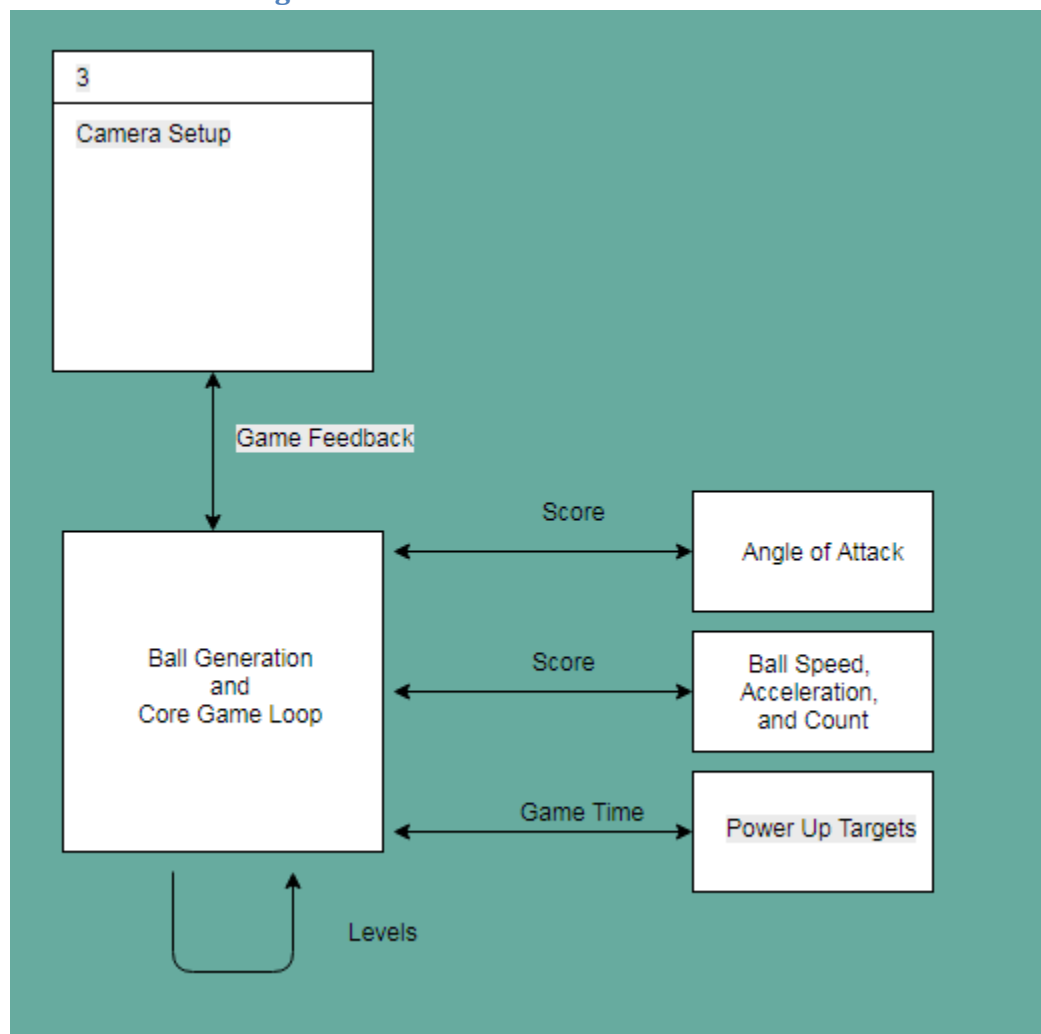 3
Camera Setup
Game Feedback
Score
Angle of Attack
Ball Generation
and
Core Game Loop
Score
Ball Speed,
Acceleration,
and Count
Game Time
Power Up Targets
Levels